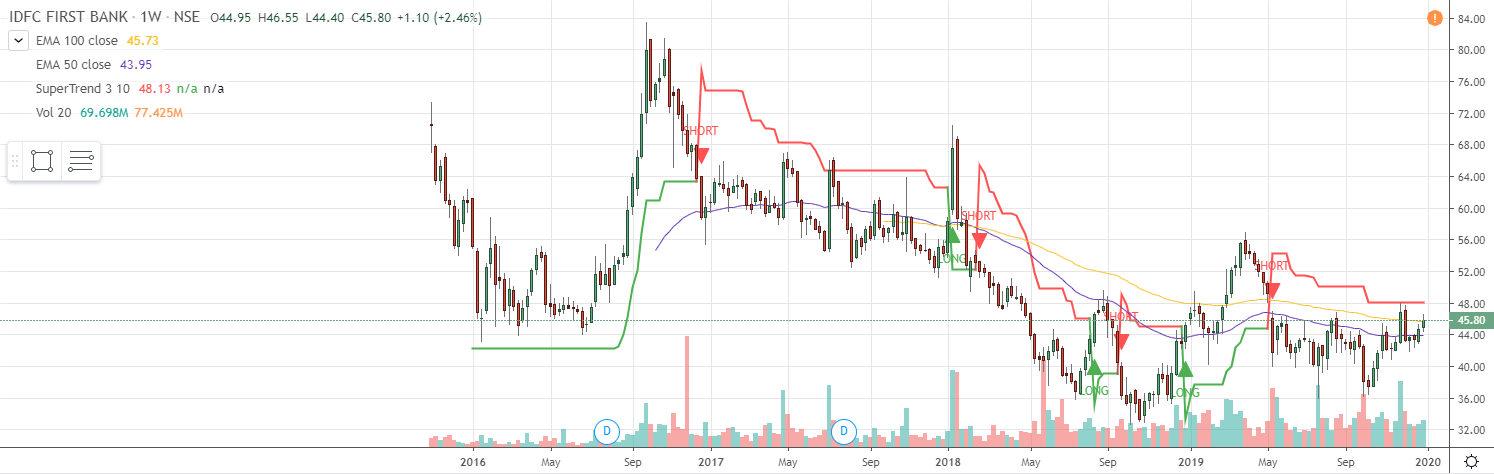 IDFC FIRST BANK · 1W · NSE O44.95 H46.55 L44.40 C45.80 +1.10 (+2.46%)
EMA 100 close 45.73
EMA 50 close 43.95
SuperTrend 3 10 48.13 n/a n/a
Vol 20 69.698M 77.425M
!
84.00
80.00
76.00
72.00
68.00
64.00
60.00
56.00
52.00
48.00
45.80
44.00
40.00
36.00
32.00
SHORT
LONG
SHORT
LONG
SHORT
LONG
SHORT
D
D
2016 May Sep 2017 May Sep 2018 May Sep 2019 May Sep 2020